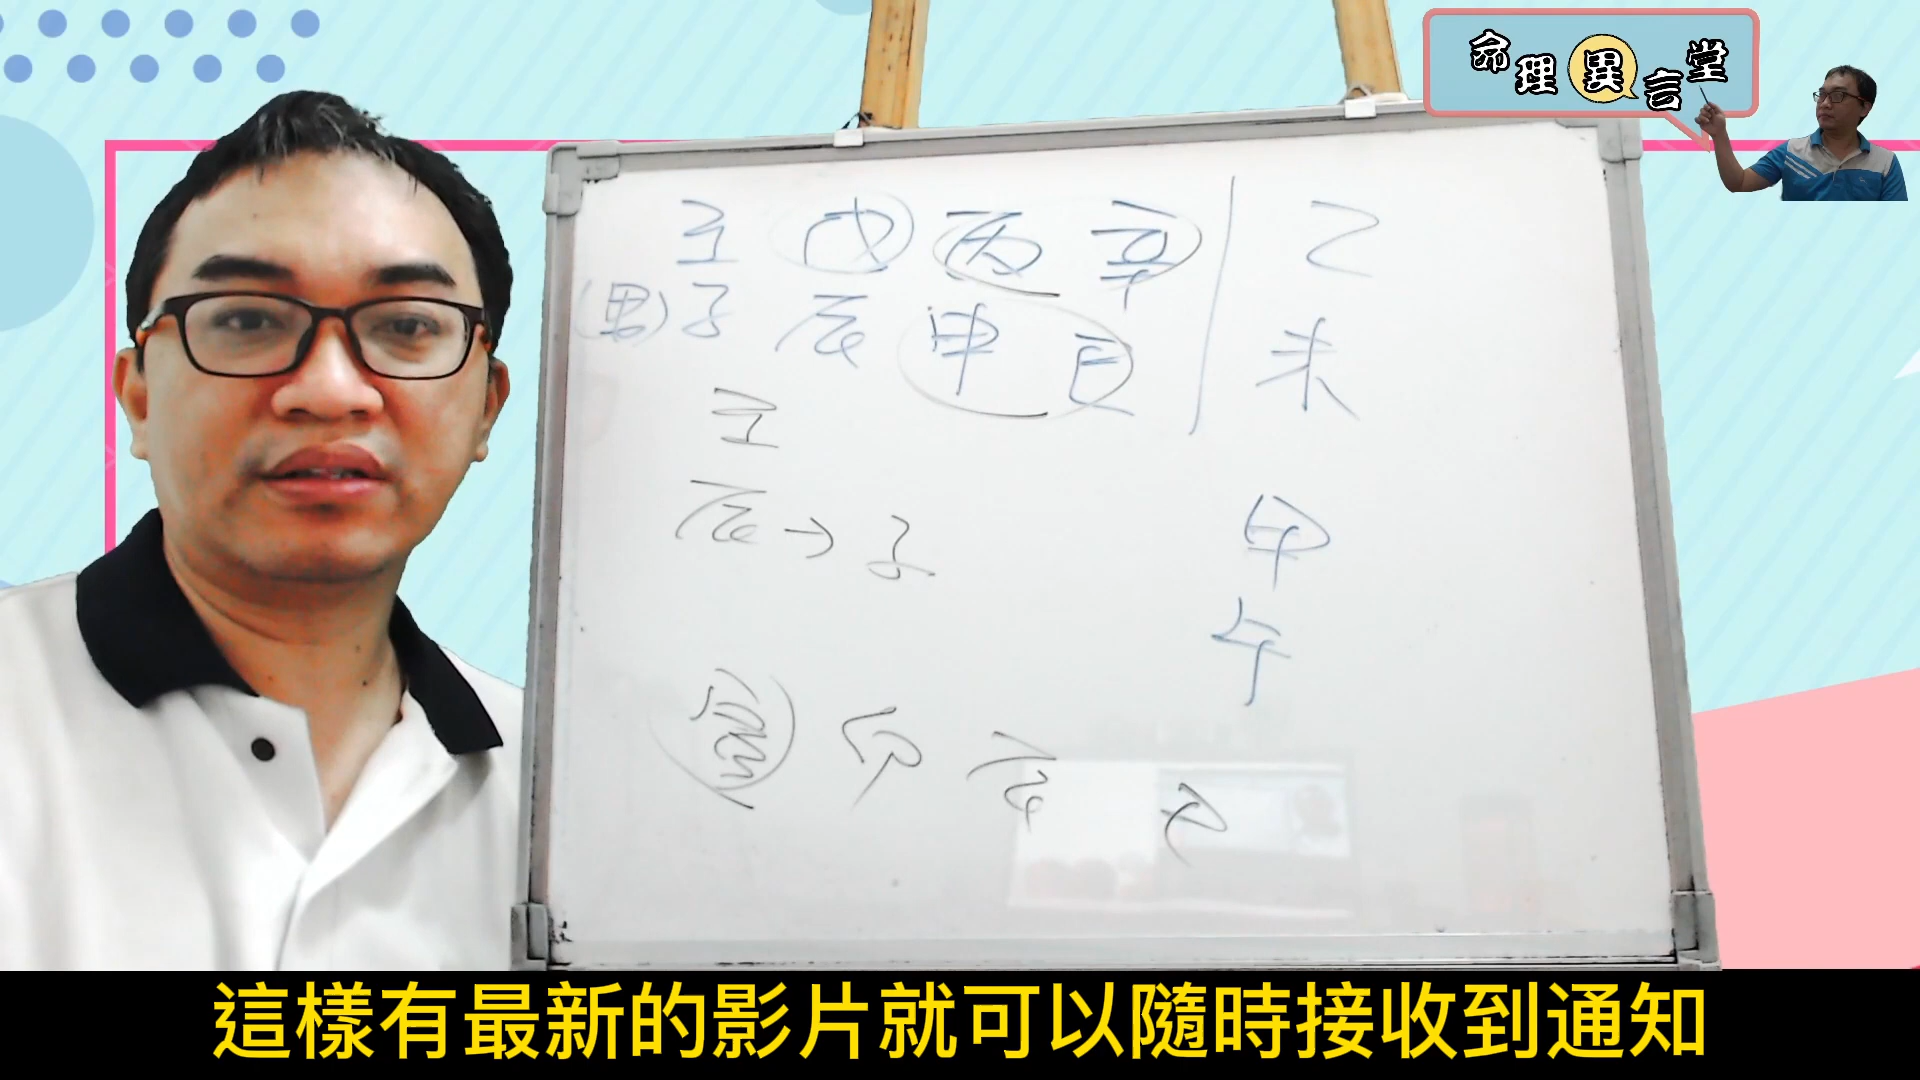 命理異言堂
壬戊丙辛 乙
(男)子辰申巳 未
壬
辰→子 甲
午
寅卯辰巳
這樣有最新的影片就可以隨時接收到通知